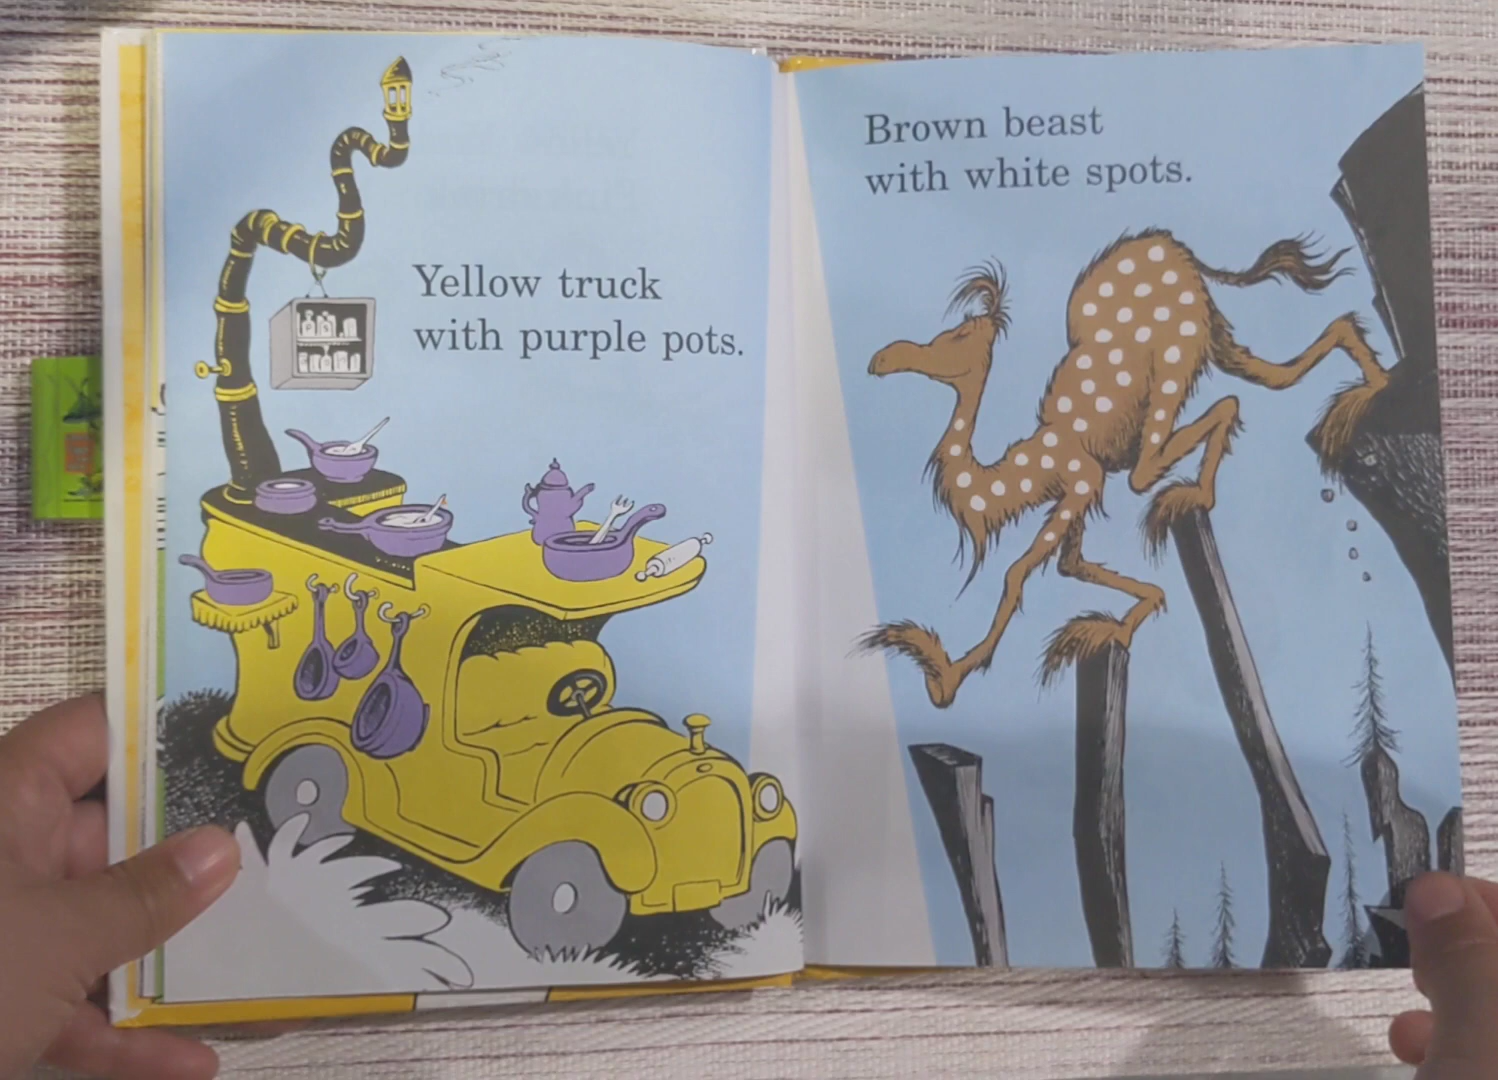 Yellow truck
with purple pots.
Brown beast
with white spots.